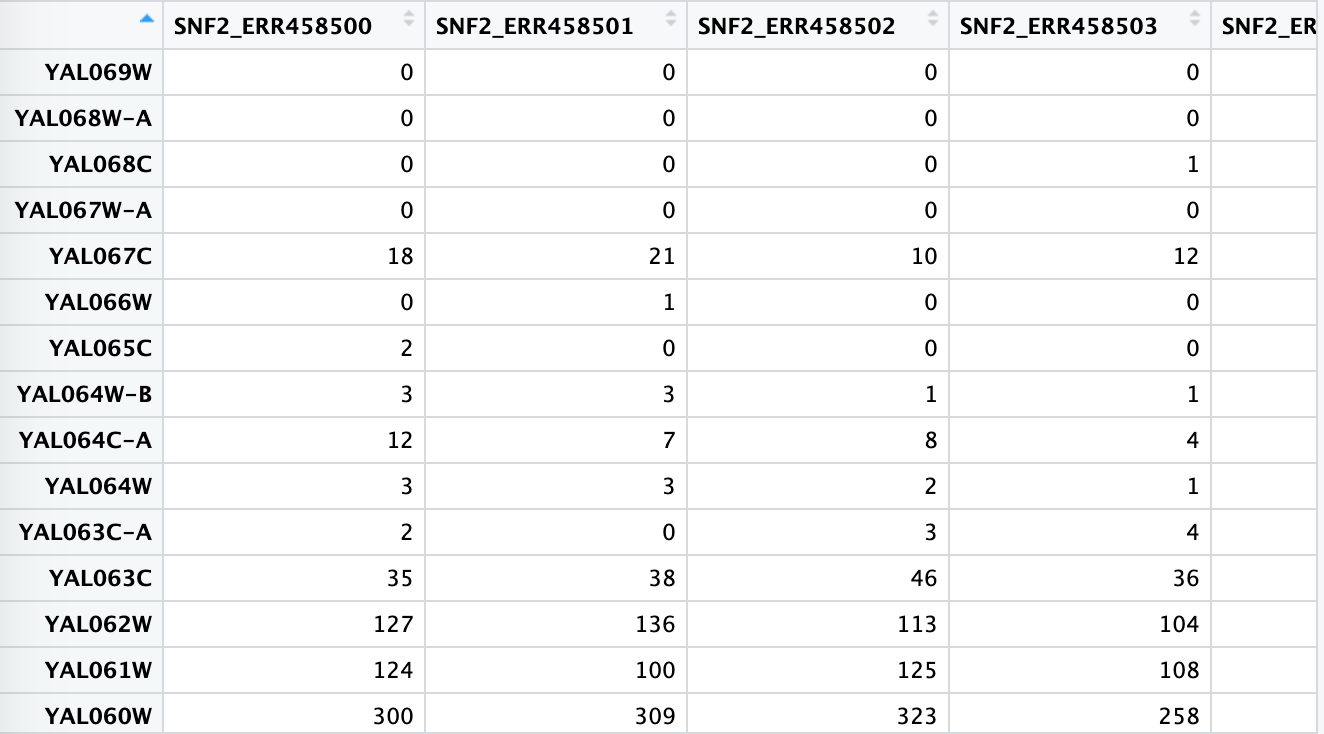 SNF2_ERR458500 SNF2_ERR458501 SNF2_ERR458502 SNF2_ERR458503 SNF2_ER
YAL069W 0 0 0 0
YAL068W-A 0 0 0 0
YAL068C 0 0 0 1
YAL067W-A 0 0 0 0
YAL067C 18 21 10 12
YAL066W 0 1 0 0
YAL065C 2 0 0 0
YAL064W-B 3 3 1 1
YAL064C-A 12 7 8 4
YAL064W 3 3 2 1
YAL063C-A 2 0 3 4
YAL063C 35 38 46 36
YAL062W 127 136 113 104
YAL061W 124 100 125 108
YAL060W 300 309 323 258